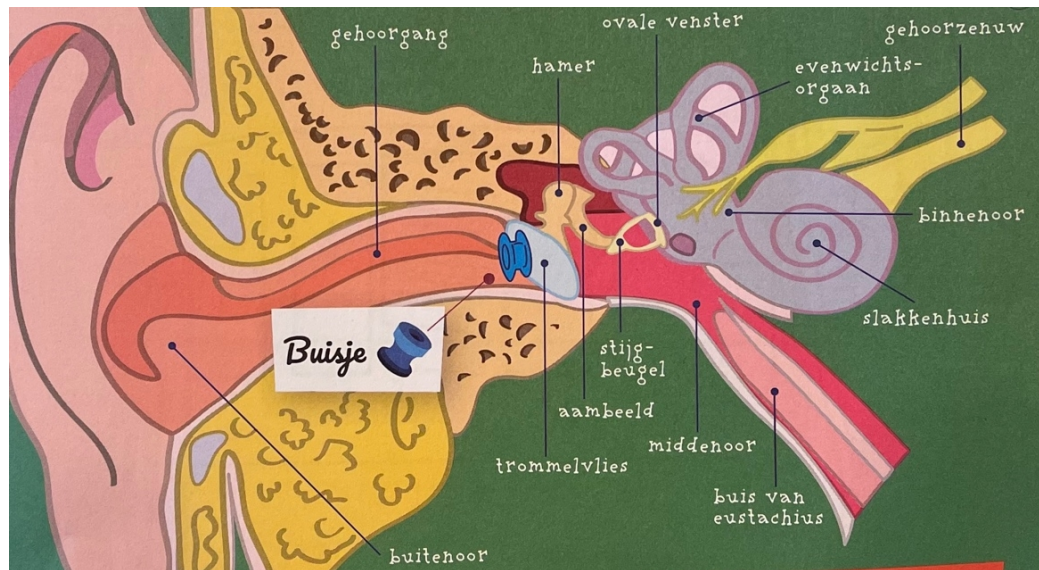 ovale venster
gehoorgang
gehoorzenuw
hamer
evenwichts-
orgaan
binnenoor
slakkenhuis
Buisje
stijg-
beugel
aambeeld
middenoor
trommelvlies
buis van
eustachius
buitenoor